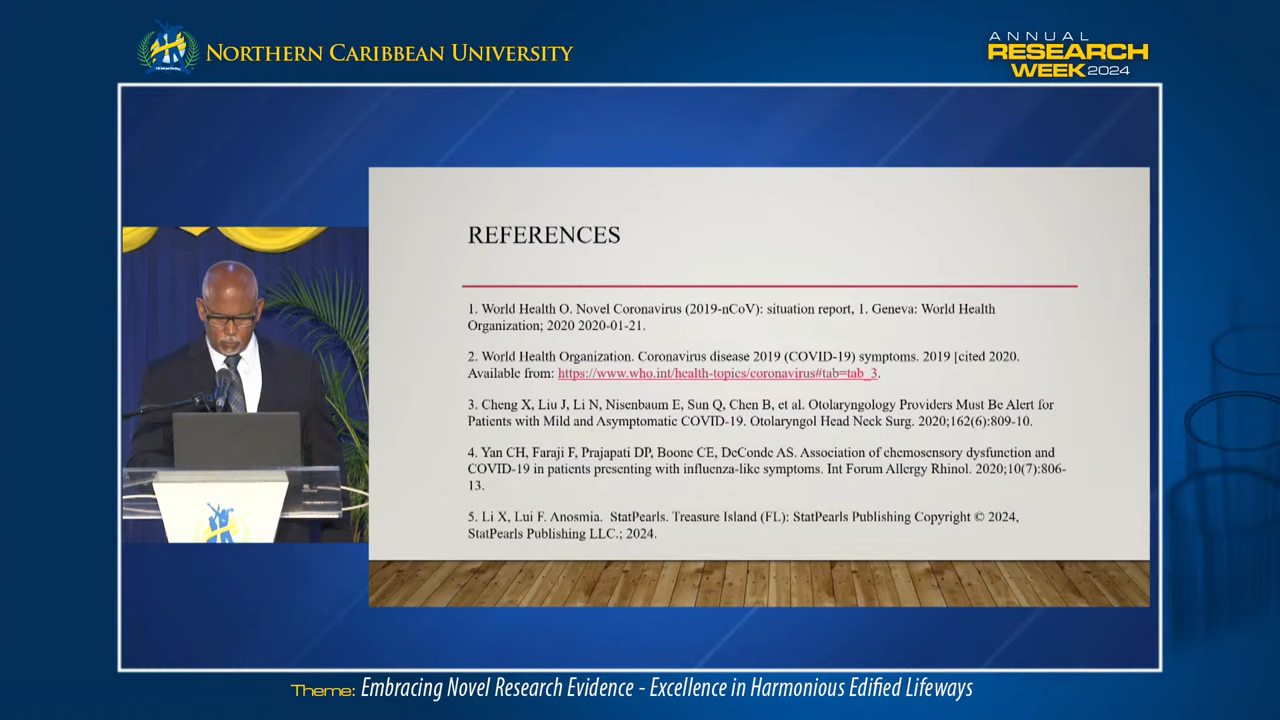 NORTHERN CARIBBEAN UNIVERSITY
ANNUAL
RESEARCH
WEEK 2024
REFERENCES
1. World Health O. Novel Coronavirus (2019-nCoV): situation report, 1. Geneva: World Health
Organization; 2020 2020-01-21.
2. World Health Organization. Coronavirus disease 2019 (COVID-19) symptoms. 2019 [cited 2020.
Available from: https://www.who.int/health-topics/coronavirus#tab=tab_3.
3. Cheng X, Liu J, Li N, Nisenbaum E, Sun Q, Chen B, et al. Otolaryngology Providers Must Be Alert for
Patients with Mild and Asymptomatic COVID-19. Otolaryngol Head Neck Surg. 2020;162(6):809-10.
4. Yan CH, Faraji F, Prajapati DP, Boone CE, DeConde AS. Association of chemosensory dysfunction and
COVID-19 in patients presenting with influenza-like symptoms. Int Forum Allergy Rhinol. 2020;10(7):806-
13.
5. Li X, Lui F. Anosmia. StatPearls. Treasure Island (FL): StatPearls Publishing Copyright © 2024,
StatPearls Publishing LLC.; 2024.
Theme: Embracing Novel Research Evidence - Excellence in Harmonious Edified Lifeways